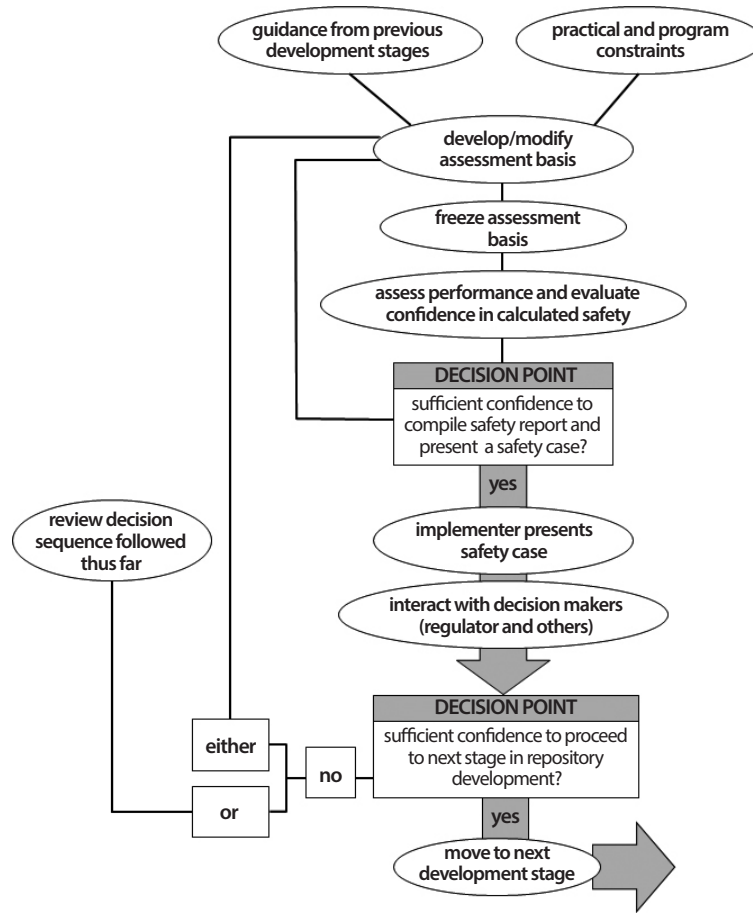 guidance from previous
development stages
practical and program
constraints
develop/modify
assessment basis
freeze assessment
basis
assess performance and evaluate
confidence in calculated safety
DECISION POINT
sufficient confidence to
compile safety report and
present a safety case?
yes
review decision
sequence followed
thus far
implementer presents
safety case
interact with decision makers
(regulator and others)
DECISION POINT
sufficient confidence to proceed
to next stage in repository
development?
either
no
or
yes
move to next
development stage